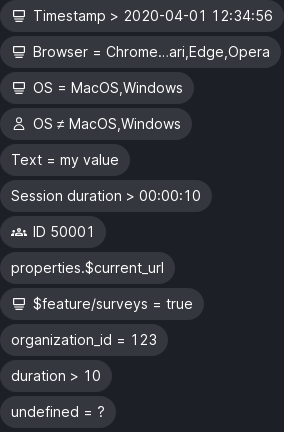 Timestamp > 2020-04-01 12:34:56
Browser = Chrome...ari,Edge,Opera
OS = MacOS,Windows
OS ≠ MacOS,Windows
Text = my value
Session duration > 00:00:10
ID 50001
properties.$current_url
$feature/surveys = true
organization_id = 123
duration > 10
undefined = ?